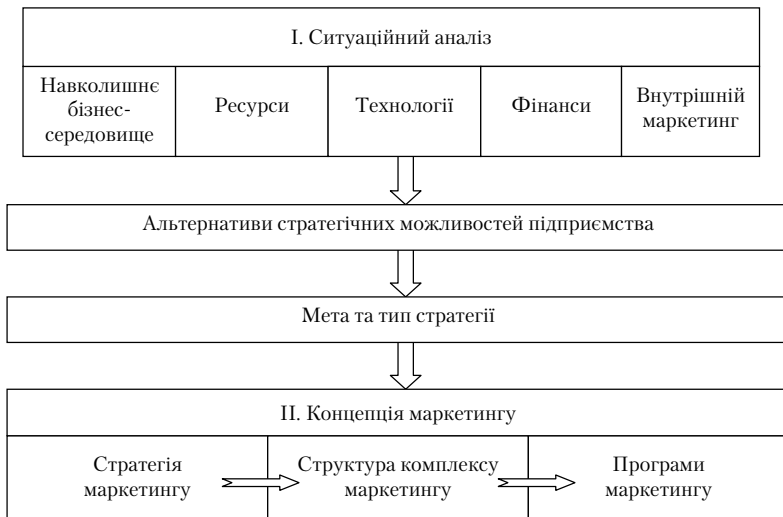 І. Ситуаційний аналіз
Навколишнє
бізнес-
середовище
Ресурси
Технології
Фінанси
Внутрішній
маркетинг
Альтернативи стратегічних можливостей підприємства
Мета та тип стратегії
ІІ. Концепція маркетингу
Стратегія
маркетингу
Структура комплексу
маркетингу
Програми
маркетингу